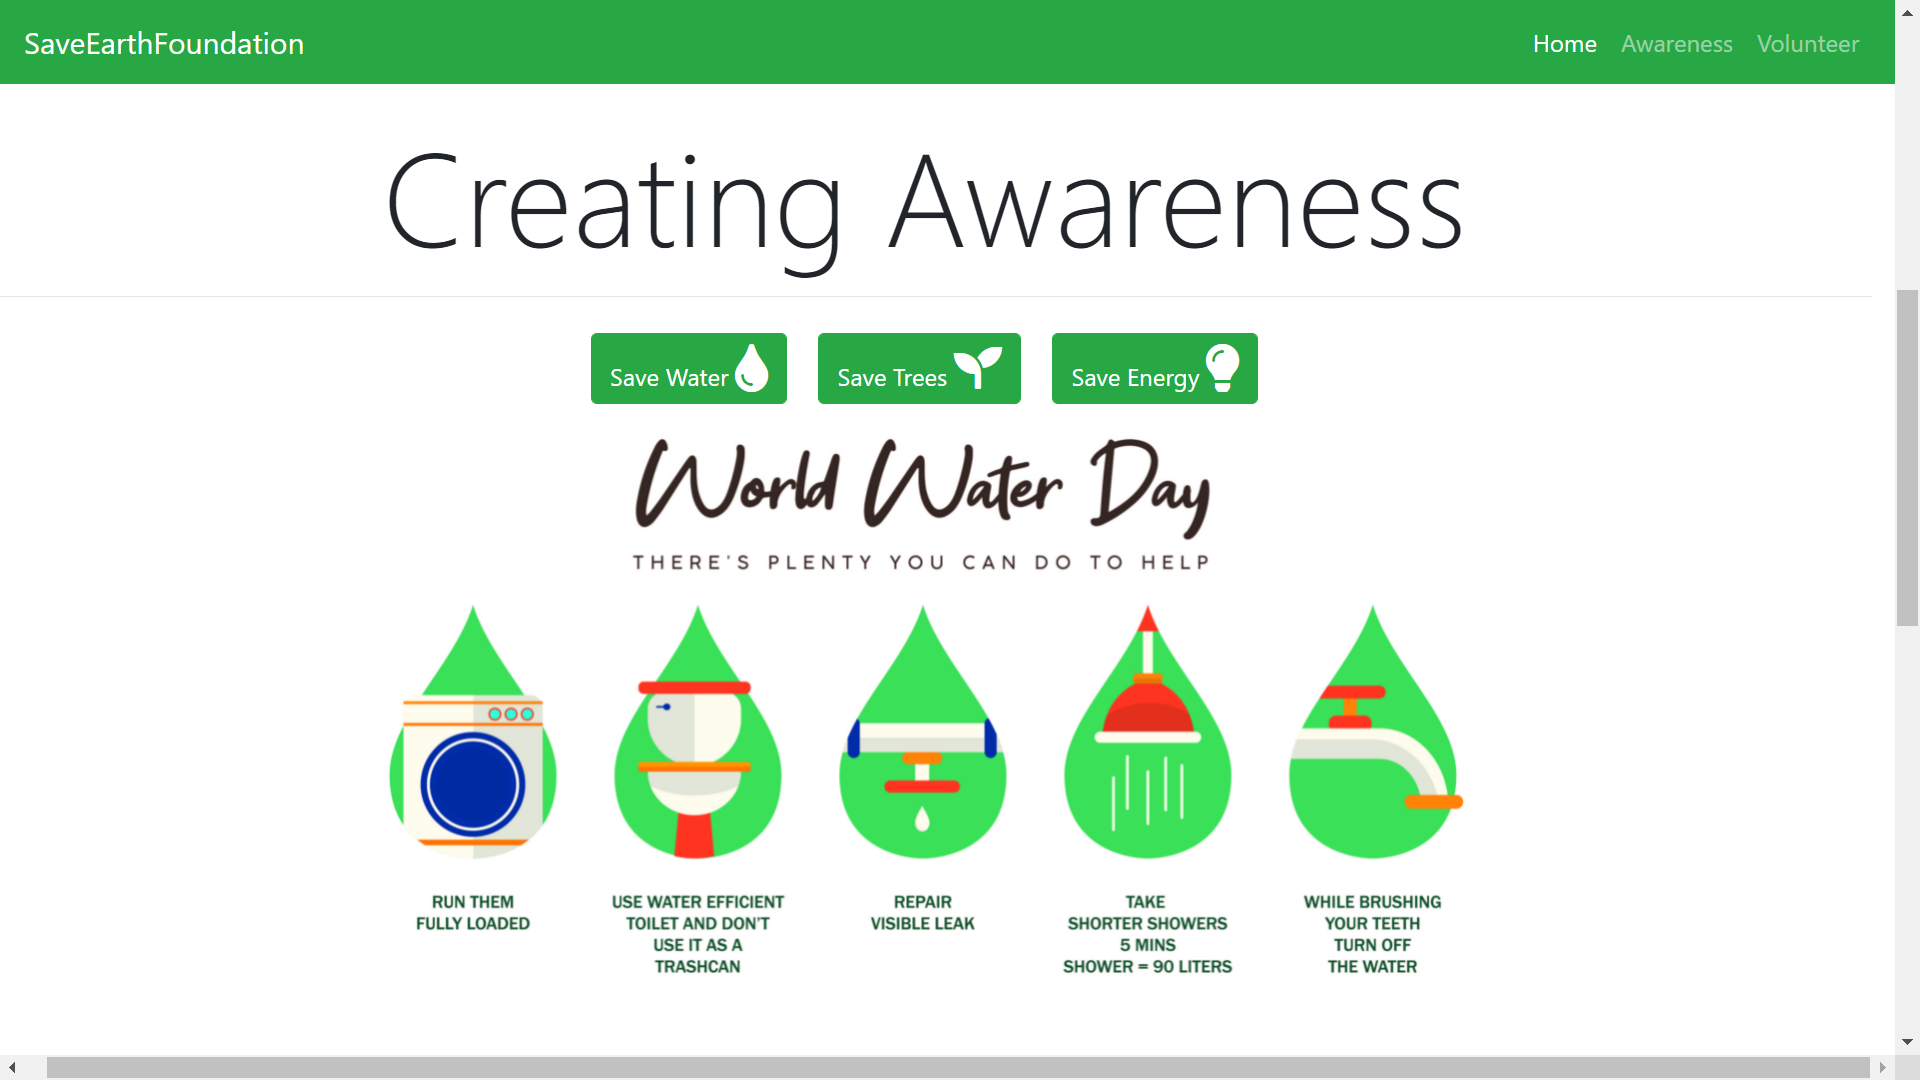 SaveEarthFoundation
Home Awareness Volunteer
Creating Awareness
Save Water
Save Trees
Save Energy
World Water Day
THERE'S PLENTY YOU CAN DO TO HELP
RUN THEM
FULLY LOADED
USE WATER EFFICIENT
TOILET AND DON'T
USE IT AS A
TRASHCAN
REPAIR
VISIBLE LEAK
TAKE
SHORTER SHOWERS
5 MINS
SHOWER = 90 LITERS
WHILE BRUSHING
YOUR TEETH
TURN OFF
THE WATER